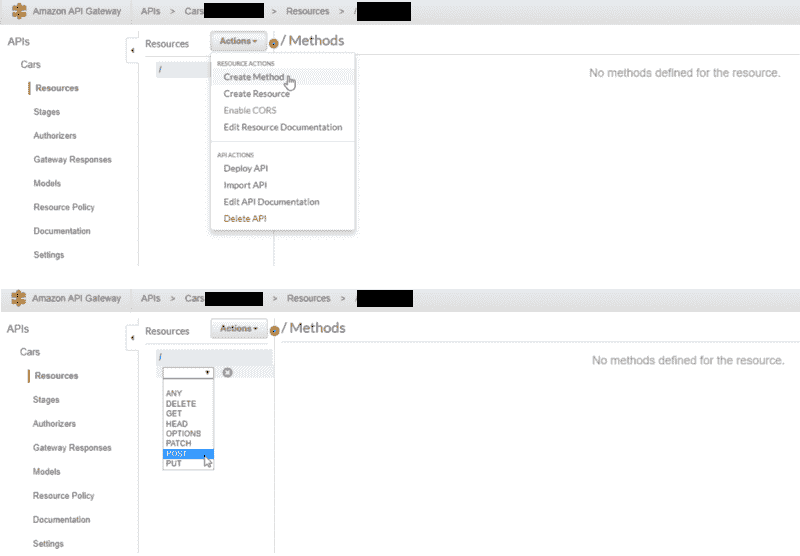 Amazon API Gateway APIs > Cars > Resources > /
APIs
Resources Actions / Methods
Cars
/
RESOURCE ACTIONS
No methods defined for the resource.
Create Method
Resources
Create Resource
Stages
Enable CORS
Authorizers
Edit Resource Documentation
Gateway Responses
API ACTIONS
Models
Deploy API
Import API
Resource Policy
Edit API Documentation
Documentation
Delete API
Settings
Amazon API Gateway APIs > Cars > Resources > /
APIs
Resources Actions / Methods
Cars
/
No methods defined for the resource.
Resources
Stages
Authorizers
Gateway Responses
Models
Resource Policy
Documentation
Settings
ANY
DELETE
GET
HEAD
OPTIONS
PATCH
POST
PUT